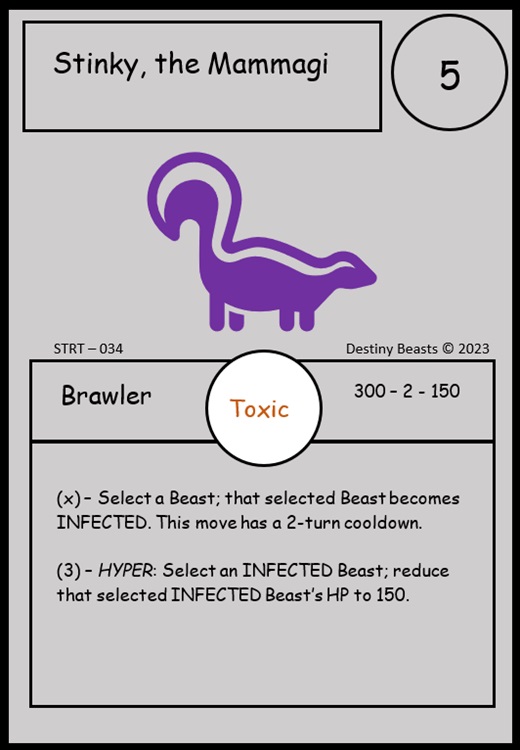 Stinky, the Mammagi
5
STRT – 034
Destiny Beasts © 2023
Brawler
Toxic
300 – 2 - 150
(x) – Select a Beast; that selected Beast becomes
INFECTED. This move has a 2-turn cooldown.
(3) – HYPER: Select an INFECTED Beast; reduce
that selected INFECTED Beast's HP to 150.